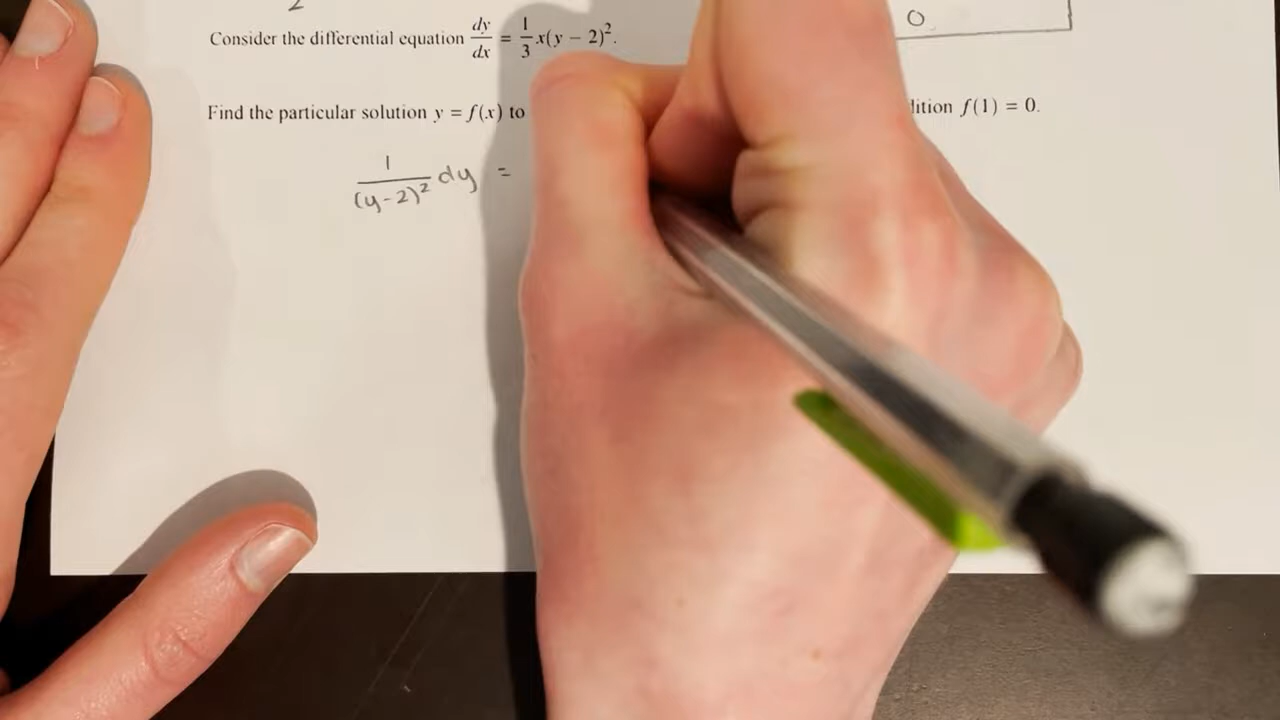 2
0
Consider the differential equation dy/dx = 1/3 x(y − 2)².
Find the particular solution y = f(x) to
f(1) = 0.
1/(y-2)² dy =